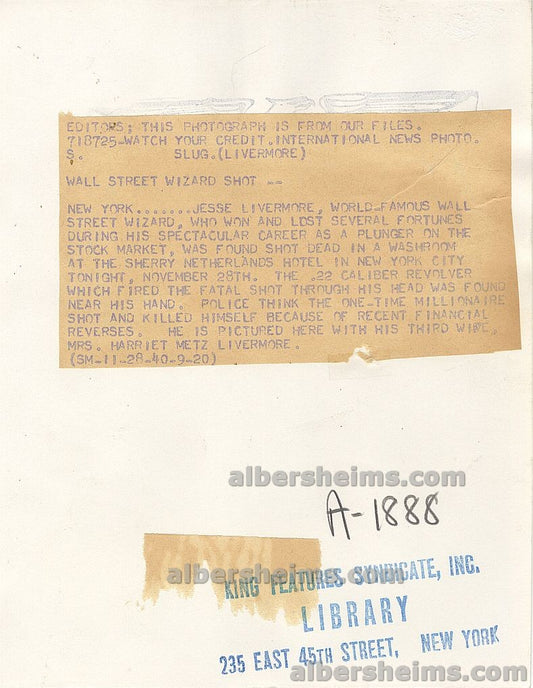 EDITORS; THIS PHOTOGRAPH IS FROM OUR FILES.
718725-WATCH YOUR CREDIT.INTERNATIONAL NEWS PHOTO.
S. SLUG.(LIVERMORE)
WALL STREET WIZARD SHOT --
NEW YORK.......JESSE LIVERMORE, WORLD-FAMOUS WALL
STREET WIZARD, WHO WON AND LOST SEVERAL FORTUNES
DURING HIS SPECTACULAR CAREER AS A PLUNGER ON THE
STOCK MARKET, WAS FOUND SHOT DEAD IN A WASHROOM
AT THE SHERRY NETHERLANDS HOTEL IN NEW YORK CITY
TONIGHT, NOVEMBER 28TH. THE .22 CALIBER REVOLVER
WHICH FIRED THE FATAL SHOT THROUGH HIS HEAD WAS FOUND
NEAR HIS HAND. POLICE THINK THE ONE-TIME MILLIONAIRE
SHOT AND KILLED HIMSELF BECAUSE OF RECENT FINANCIAL
REVERSES. HE IS PICTURED HERE WITH HIS THIRD WIFE,
MRS. HARRIET METZ LIVERMORE.
(SM-11-28-40-9-20)
albersheims.com
A-1888
albersheims.com
KING FEATURES SYNDICATE, INC.
LIBRARY
235 EAST 45TH STREET, NEW YORK
albersheims.com